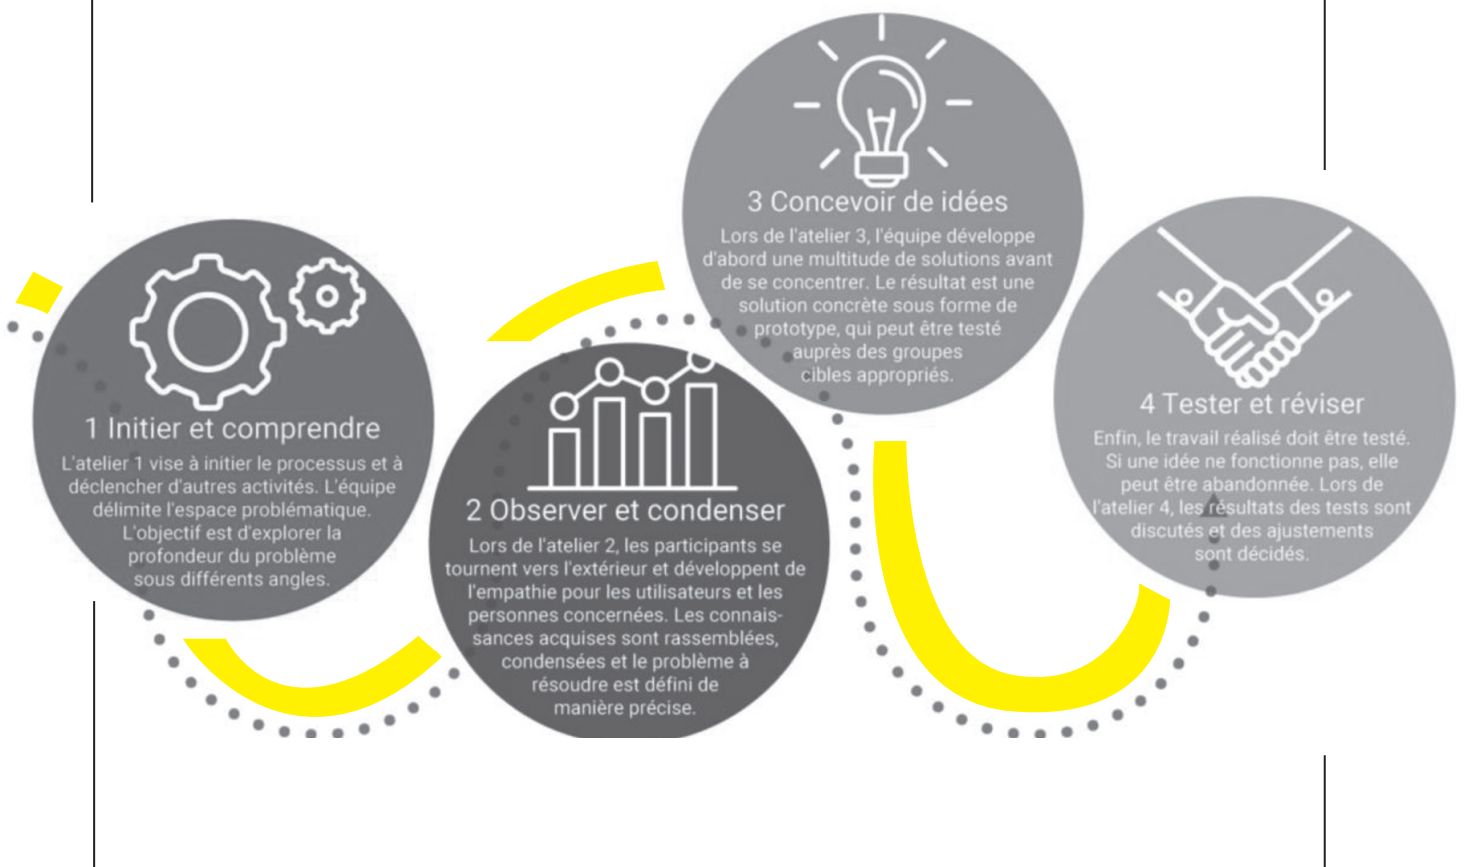 1 Initier et comprendre
L'atelier 1 vise à initier le processus et à
déclencher d'autres activités. L'équipe
délimite l'espace problématique.
L'objectif est d'explorer la
profondeur du problème
sous différents angles.
2 Observer et condenser
Lors de l'atelier 2, les participants se
tournent vers l'extérieur et développent de
l'empathie pour les utilisateurs et les
personnes concernées. Les connais-
sances acquises sont rassemblées,
condensées et le problème à
résoudre est défini de
manière précise.
3 Concevoir de idées
Lors de l'atelier 3, l'équipe développe
d'abord une multitude de solutions avant
de se concentrer. Le résultat est une
solution concrète sous forme de
prototype, qui peut être testé
auprès des groupes
cibles appropriés.
4 Tester et réviser
Enfin, le travail réalisé doit être testé.
Si une idée ne fonctionne pas, elle
peut être abandonnée. Lors de
l'atelier 4, les résultats des tests sont
discutés et des ajustements
sont décidés.